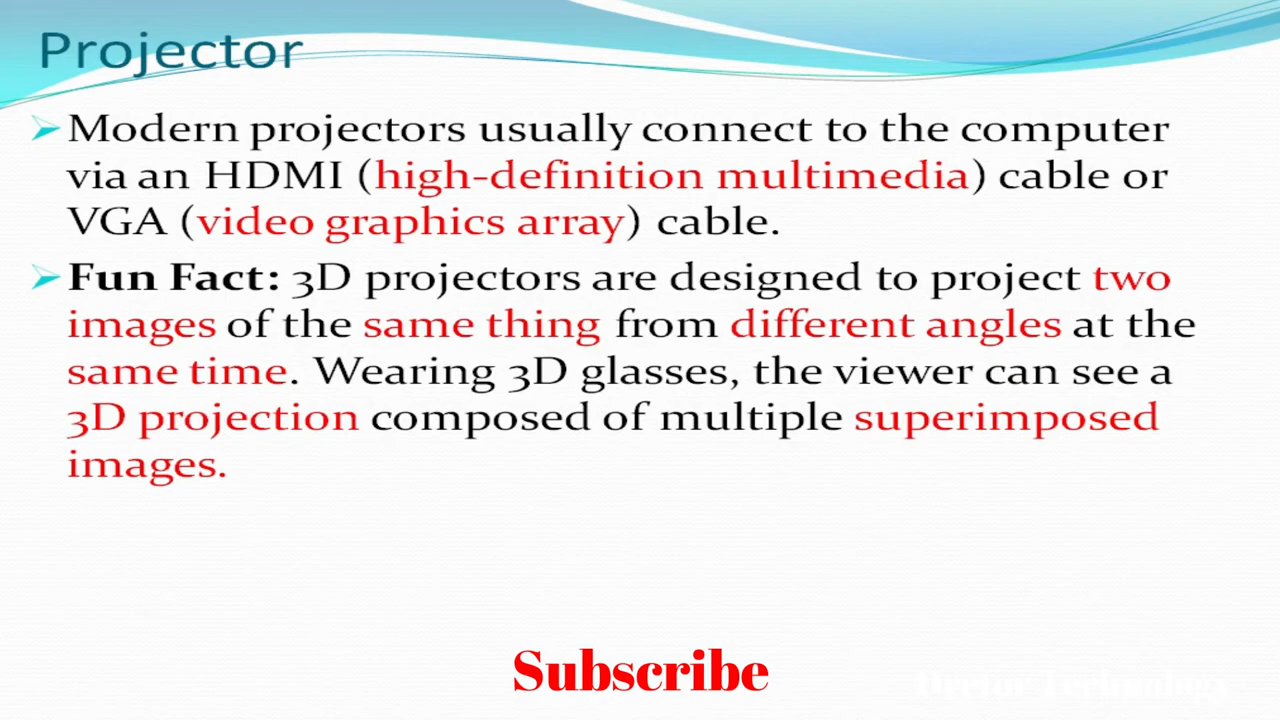 Projector
Modern projectors usually connect to the computer
via an HDMI (high-definition multimedia) cable or
VGA (video graphics array) cable.
Fun Fact: 3D projectors are designed to project two
images of the same thing from different angles at the
same time. Wearing 3D glasses, the viewer can see a
3D projection composed of multiple superimposed
images.
Subscribe